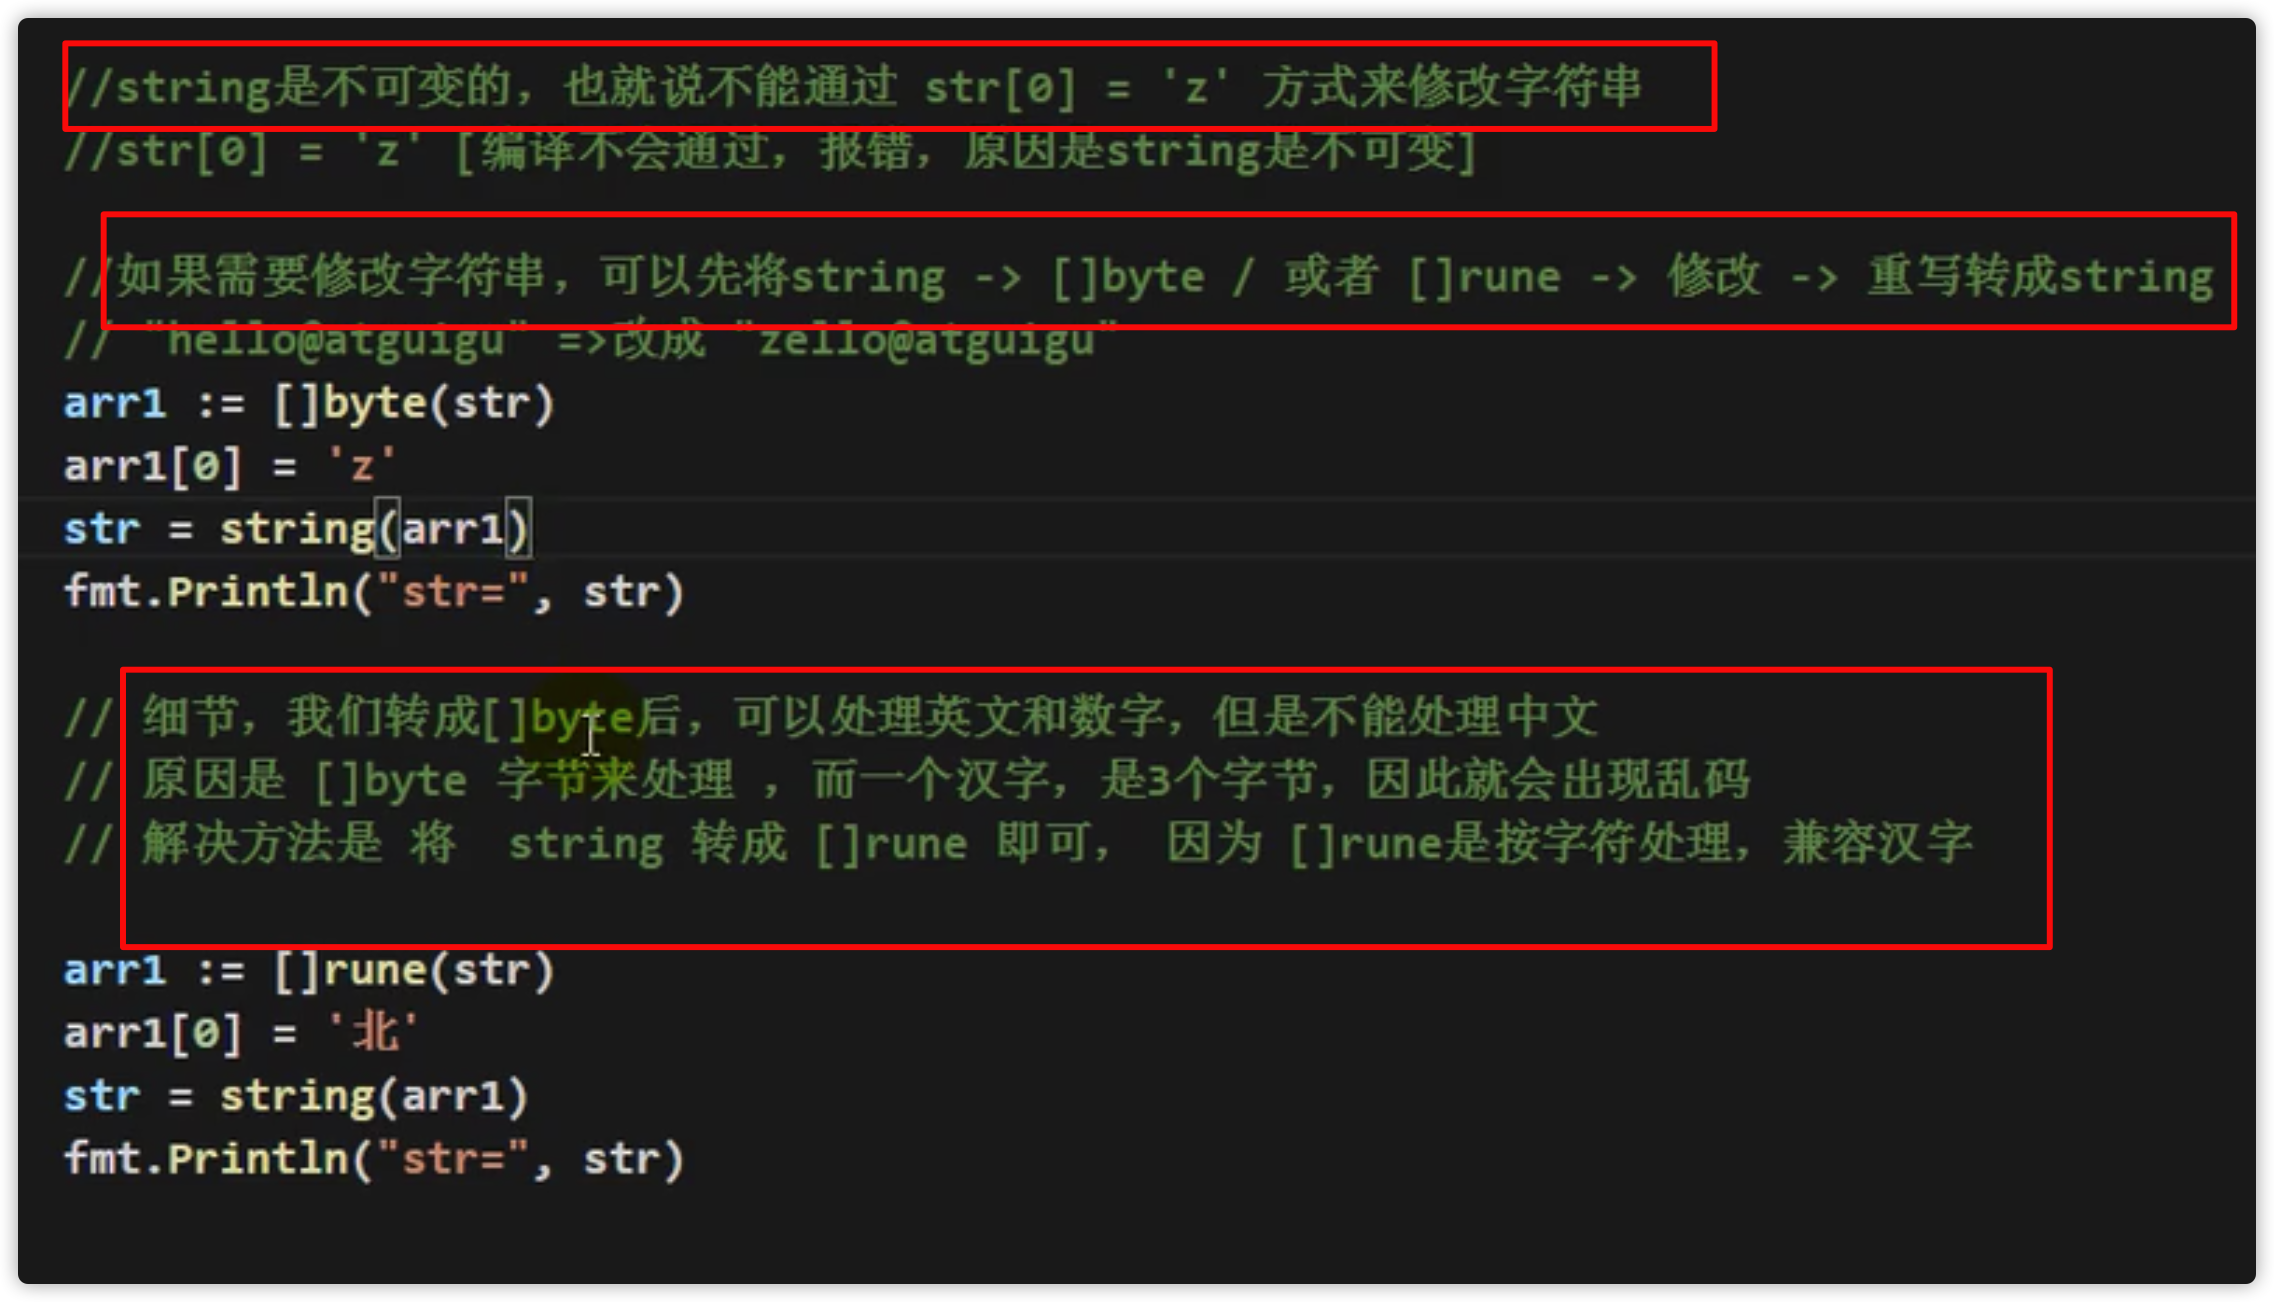 //string是不可变的，也就说不能通过 str[0] = 'z' 方式来修改字符串
//str[0] = 'z' [编译不会通过，报错，原因是string是不可变]
//如果需要修改字符串，可以先将string -> []byte / 或者 []rune -> 修改 -> 重写转成string
// "hello@atguigu" =>改成 "zello@atguigu"
arr1 := []byte(str)
arr1[0] = 'z'
str = string(arr1)
fmt.Println("str=", str)
// 细节，我们转成[]byte后，可以处理英文和数字，但是不能处理中文
// 原因是 []byte 字节来处理 ，而一个汉字，是3个字节，因此就会出现乱码
// 解决方法是 将  string 转成 []rune 即可， 因为 []rune是按字符处理，兼容汉字
arr1 := []rune(str)
arr1[0] = '北'
str = string(arr1)
fmt.Println("str=", str)